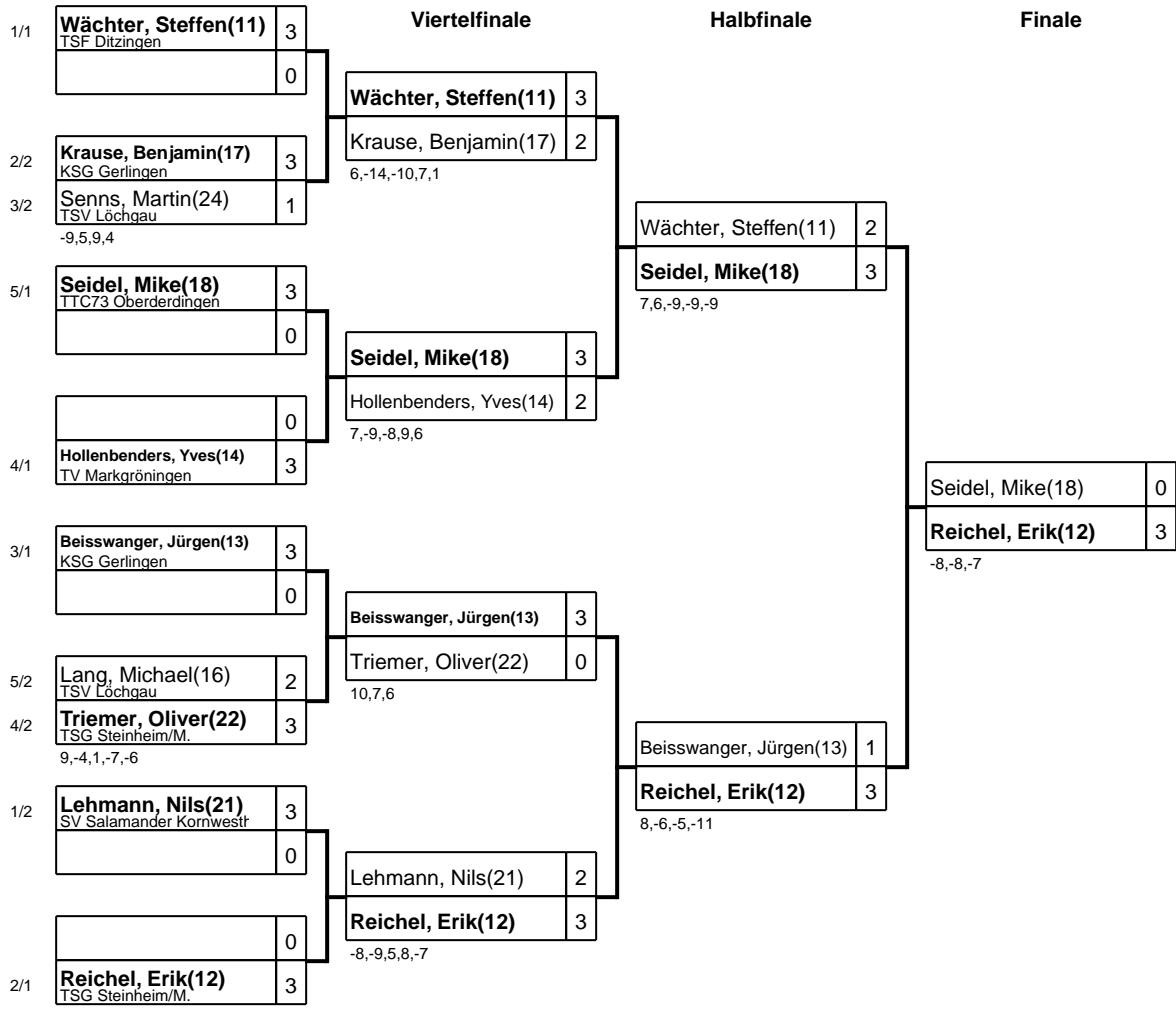 Viertelfinale Halbfinale Finale
1/1 Wächter, Steffen(11) 3
TSF Ditzingen
0
2/2 Krause, Benjamin(17) 3
KSG Gerlingen
3/2 Senns, Martin(24) 1
TSV Löchgau
-9,5,9,4
5/1 Seidel, Mike(18) 3
TTC73 Oberderdingen
0
0
4/1 Hollenbenders, Yves(14) 3
TV Markgröningen
3/1 Beisswanger, Jürgen(13) 3
KSG Gerlingen
0
5/2 Lang, Michael(16) 2
TSV Löchgau
4/2 Triemer, Oliver(22) 3
TSG Steinheim/M.
9,-4,1,-7,-6
1/2 Lehmann, Nils(21) 3
SV Salamander Kornwesth
0
0
2/1 Reichel, Erik(12) 3
TSG Steinheim/M.
Wächter, Steffen(11) 3
Krause, Benjamin(17) 2
6,-14,-10,7,1
Seidel, Mike(18) 3
Hollenbenders, Yves(14) 2
7,-9,-8,9,6
Beisswanger, Jürgen(13) 3
Triemer, Oliver(22) 0
10,7,6
Lehmann, Nils(21) 2
Reichel, Erik(12) 3
-8,-9,5,8,-7
Wächter, Steffen(11) 2
Seidel, Mike(18) 3
7,6,-9,-9,-9
Beisswanger, Jürgen(13) 1
Reichel, Erik(12) 3
8,-6,-5,-11
Seidel, Mike(18) 0
Reichel, Erik(12) 3
-8,-8,-7